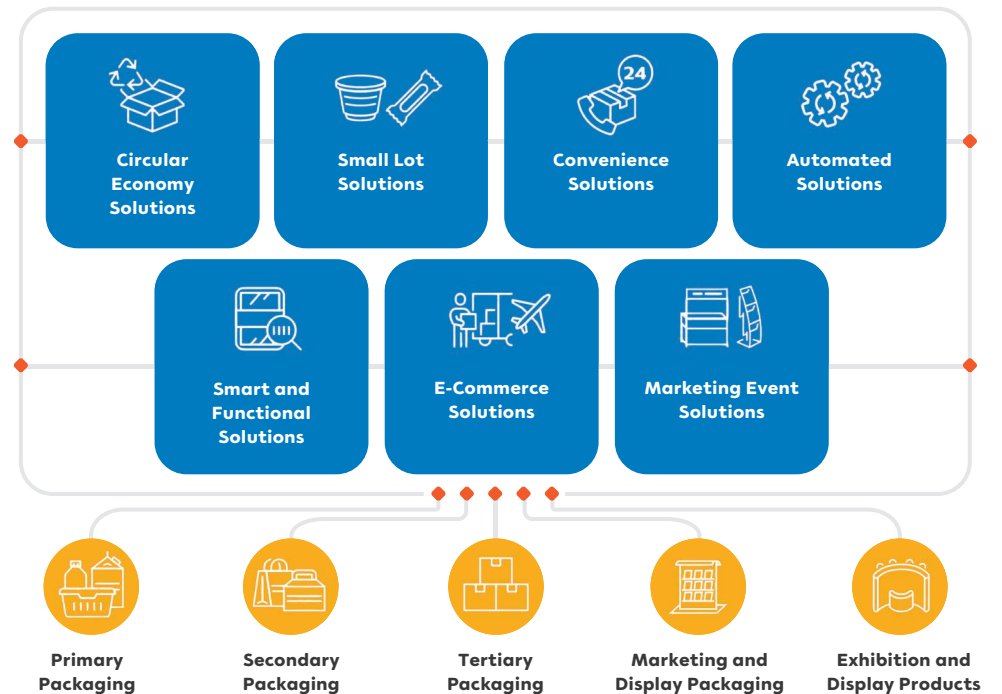 24
Circular
Economy
Solutions
Small Lot
Solutions
Convenience
Solutions
Automated
Solutions
Smart and
Functional
Solutions
E-Commerce
Solutions
Marketing Event
Solutions
Primary
Packaging
Secondary
Packaging
Tertiary
Packaging
Marketing and
Display Packaging
Exhibition and
Display Products